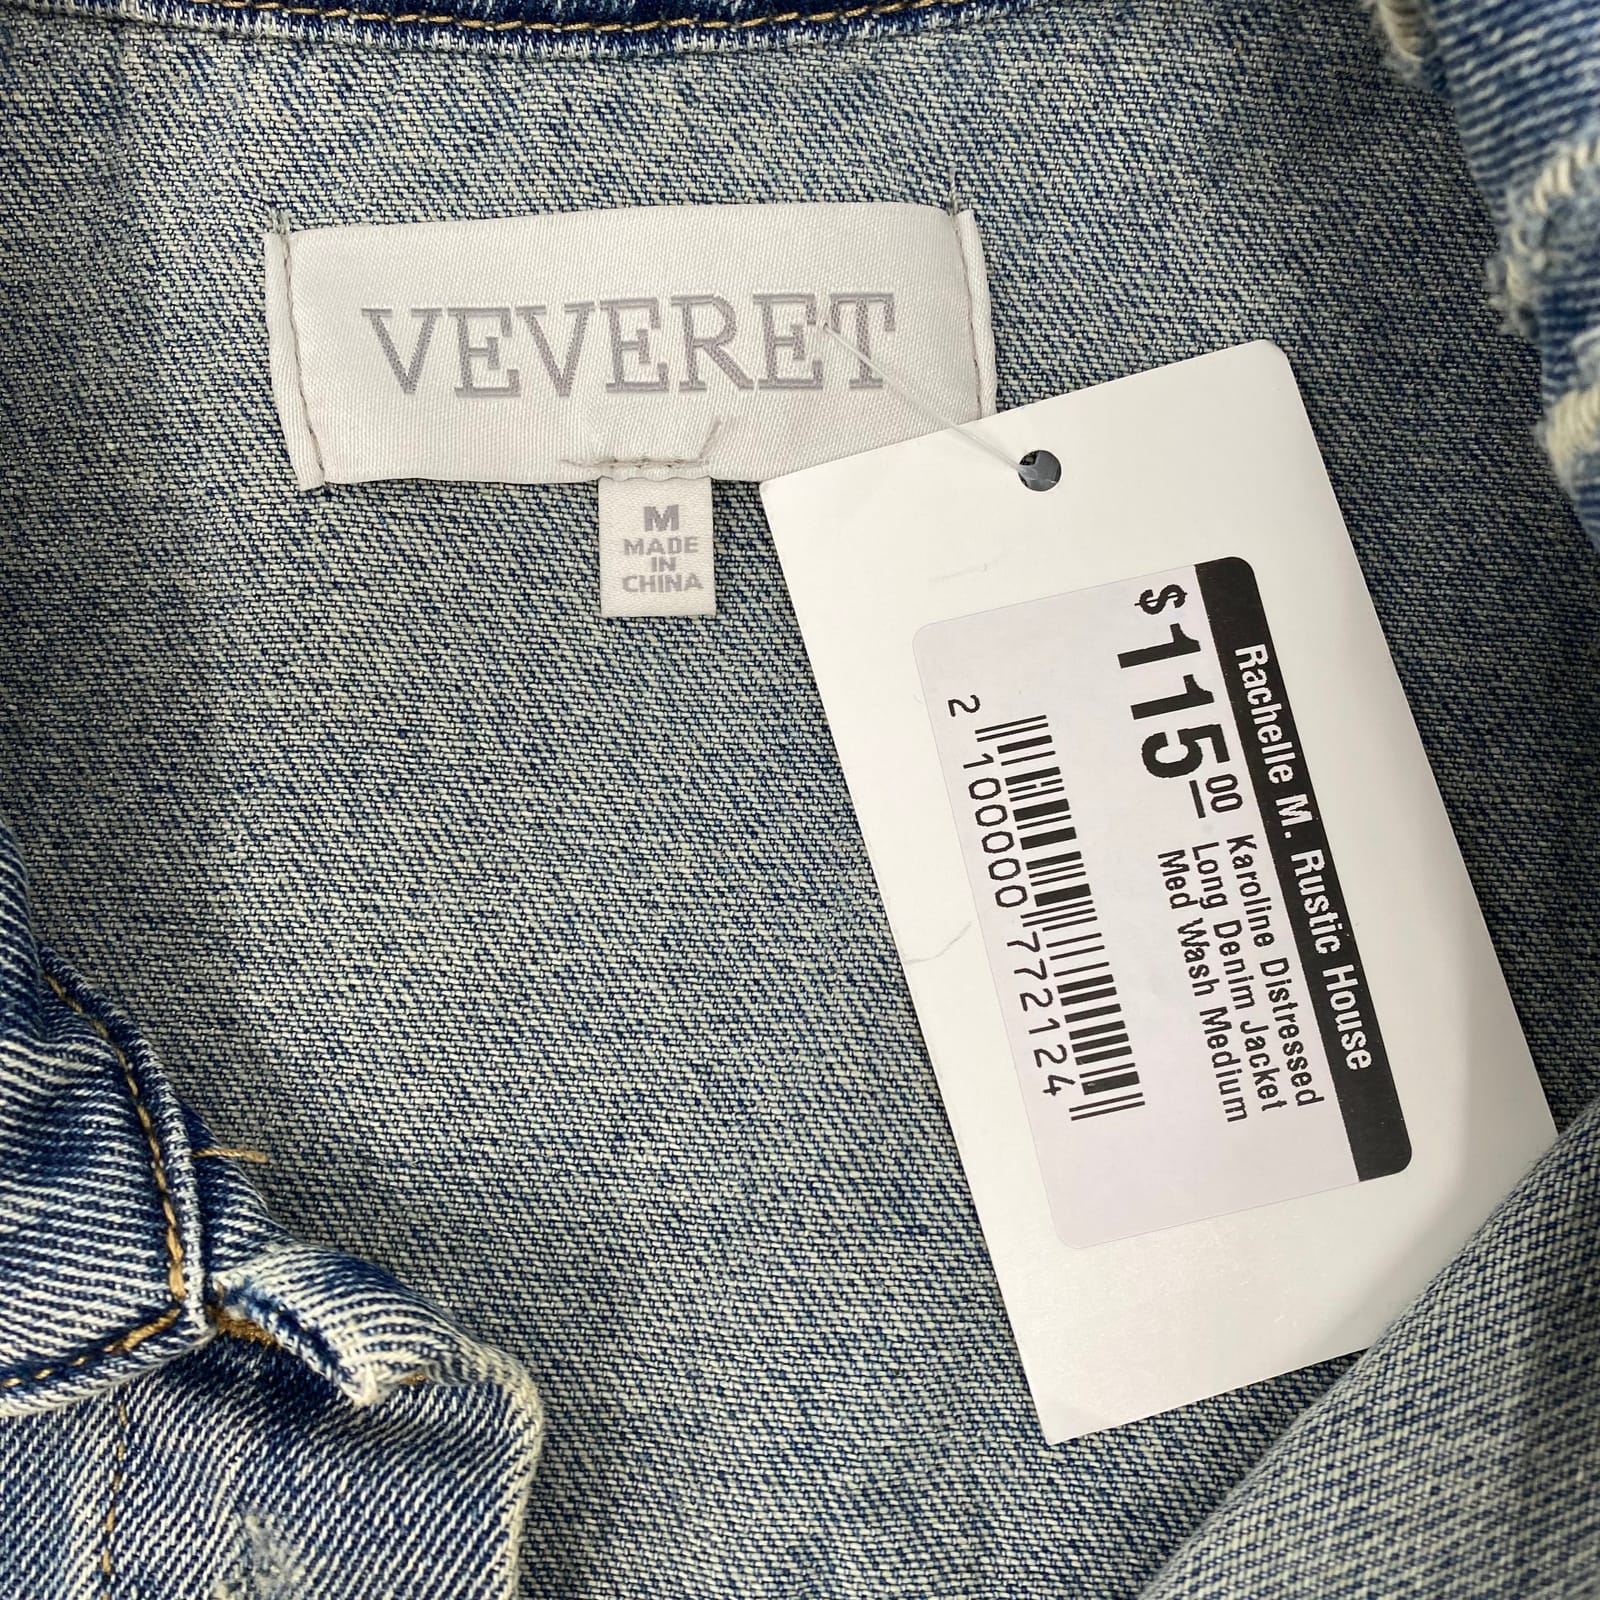 VEVERET
M
MADE
IN
CHINA
Rachelle M. Rustic House
$115.00
Karoline Distressed
Long Denim Jacket
Med Wash Medium
2 100000 772124